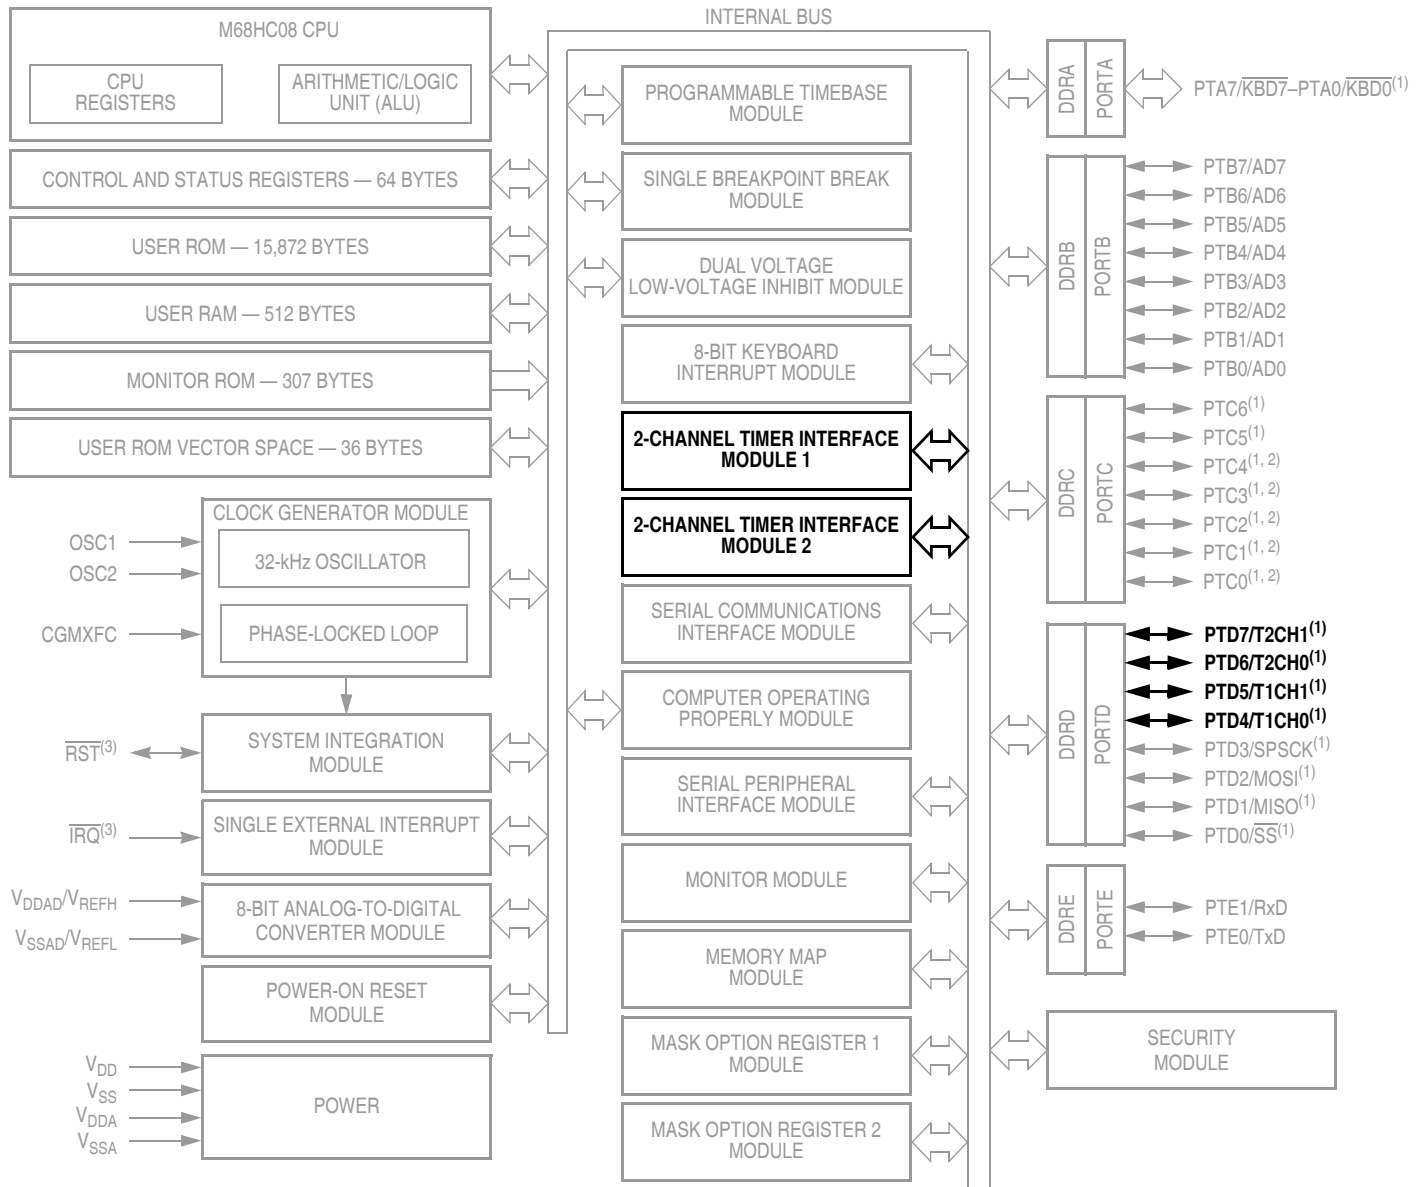 INTERNAL BUS
M68HC08 CPU
CPU
REGISTERS
ARITHMETIC/LOGIC
UNIT (ALU)
CONTROL AND STATUS REGISTERS — 64 BYTES
USER ROM — 15,872 BYTES
USER RAM — 512 BYTES
MONITOR ROM — 307 BYTES
USER ROM VECTOR SPACE — 36 BYTES
CLOCK GENERATOR MODULE
32-kHz OSCILLATOR
PHASE-LOCKED LOOP
OSC1
OSC2
CGMXFC
SYSTEM INTEGRATION
MODULE
RST(3)
SINGLE EXTERNAL INTERRUPT
MODULE
IRQ(3)
8-BIT ANALOG-TO-DIGITAL
CONVERTER MODULE
VDDAD/VREFH
VSSAD/VREFL
POWER-ON RESET
MODULE
POWER
VDD
VSS
VDDA
VSSA
PROGRAMMABLE TIMEBASE
MODULE
SINGLE BREAKPOINT BREAK
MODULE
DUAL VOLTAGE
LOW-VOLTAGE INHIBIT MODULE
8-BIT KEYBOARD
INTERRUPT MODULE
2-CHANNEL TIMER INTERFACE
MODULE 1
2-CHANNEL TIMER INTERFACE
MODULE 2
SERIAL COMMUNICATIONS
INTERFACE MODULE
COMPUTER OPERATING
PROPERLY MODULE
SERIAL PERIPHERAL
INTERFACE MODULE
MONITOR MODULE
MEMORY MAP
MODULE
MASK OPTION REGISTER 1
MODULE
MASK OPTION REGISTER 2
MODULE
DDRA
PORTA
PTA7/KBD7–PTA0/KBD0(1)
DDRB
PORTB
PTB7/AD7
PTB6/AD6
PTB5/AD5
PTB4/AD4
PTB3/AD3
PTB2/AD2
PTB1/AD1
PTB0/AD0
DDRC
PORTC
PTC6(1)
PTC5(1)
PTC4(1, 2)
PTC3(1, 2)
PTC2(1, 2)
PTC1(1, 2)
PTC0(1, 2)
DDRD
PORTD
PTD7/T2CH1(1)
PTD6/T2CH0(1)
PTD5/T1CH1(1)
PTD4/T1CH0(1)
PTD3/SPSCK(1)
PTD2/MOSI(1)
PTD1/MISO(1)
PTD0/SS(1)
DDRE
PORTE
PTE1/RxD
PTE0/TxD
SECURITY
MODULE